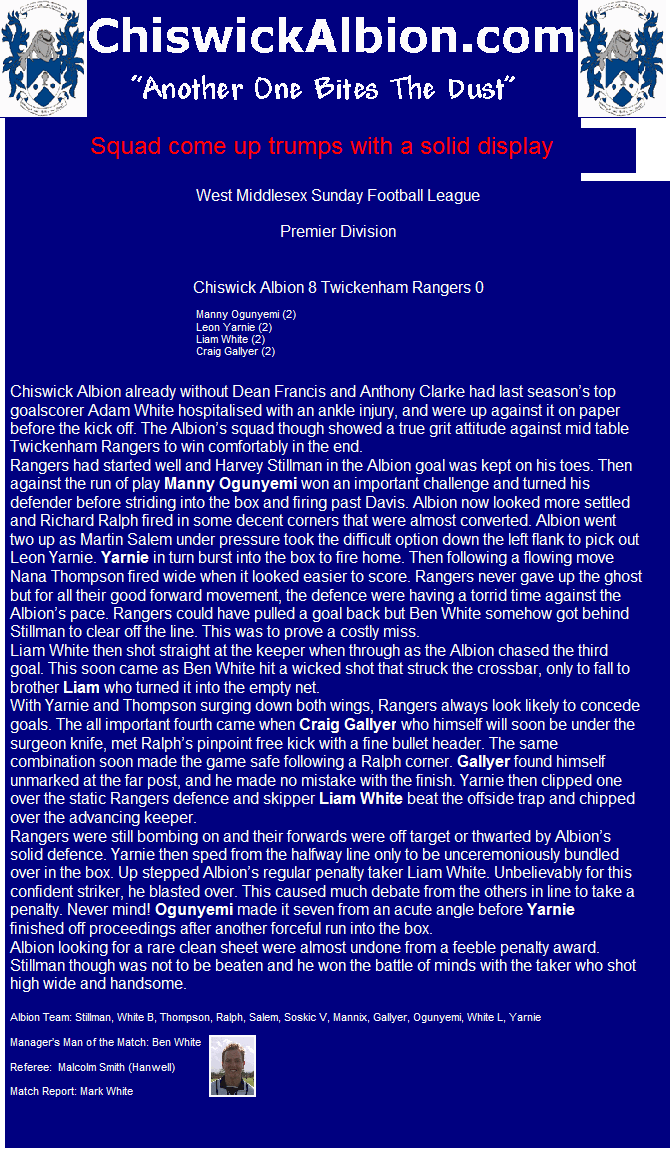 ChiswickAlbion.com
"Another One Bites The Dust"
Squad come up trumps with a solid display
West Middlesex Sunday Football League
Premier Division
Chiswick Albion 8 Twickenham Rangers 0
Manny Ogunyemi (2)
Leon Yarnie (2)
Liam White (2)
Craig Gallyer (2)
Chiswick Albion already without Dean Francis and Anthony Clarke had last season’s top
goalscorer Adam White hospitalised with an ankle injury, and were up against it on paper
before the kick off. The Albion’s squad though showed a true grit attitude against mid table
Twickenham Rangers to win comfortably in the end.
Rangers had started well and Harvey Stillman in the Albion goal was kept on his toes. Then
against the run of play Manny Ogunyemi won an important challenge and turned his
defender before striding into the box and firing past Davis. Albion now looked more settled
and Richard Ralph fired in some decent corners that were almost converted. Albion went
two up as Martin Salem under pressure took the difficult option down the left flank to pick out
Leon Yarnie. Yarnie in turn burst into the box to fire home. Then following a flowing move
Nana Thompson fired wide when it looked easier to score. Rangers never gave up the ghost
but for all their good forward movement, the defence were having a torrid time against the
Albion’s pace. Rangers could have pulled a goal back but Ben White somehow got behind
Stillman to clear off the line. This was to prove a costly miss.
Liam White then shot straight at the keeper when through as the Albion chased the third
goal. This soon came as Ben White hit a wicked shot that struck the crossbar, only to fall to
brother Liam who turned it into the empty net.
With Yarnie and Thompson surging down both wings, Rangers always look likely to concede
goals. The all important fourth came when Craig Gallyer who himself will soon be under the
surgeon knife, met Ralph’s pinpoint free kick with a fine bullet header. The same
combination soon made the game safe following a Ralph corner. Gallyer found himself
unmarked at the far post, and he made no mistake with the finish. Yarnie then clipped one
over the static Rangers defence and skipper Liam White beat the offside trap and chipped
over the advancing keeper.
Rangers were still bombing on and their forwards were off target or thwarted by Albion’s
solid defence. Yarnie then sped from the halfway line only to be unceremoniously bundled
over in the box. Up stepped Albion’s regular penalty taker Liam White. Unbelievably for this
confident striker, he blasted over. This caused much debate from the others in line to take a
penalty. Never mind! Ogunyemi made it seven from an acute angle before Yarnie
finished off proceedings after another forceful run into the box.
Albion looking for a rare clean sheet were almost undone from a feeble penalty award.
Stillman though was not to be beaten and he won the battle of minds with the taker who shot
high wide and handsome.
Albion Team: Stillman, White B, Thompson, Ralph, Salem, Soskic V, Mannix, Gallyer, Ogunyemi, White L, Yarnie
Manager's Man of the Match: Ben White
Referee: Malcolm Smith (Hanwell)
Match Report: Mark White